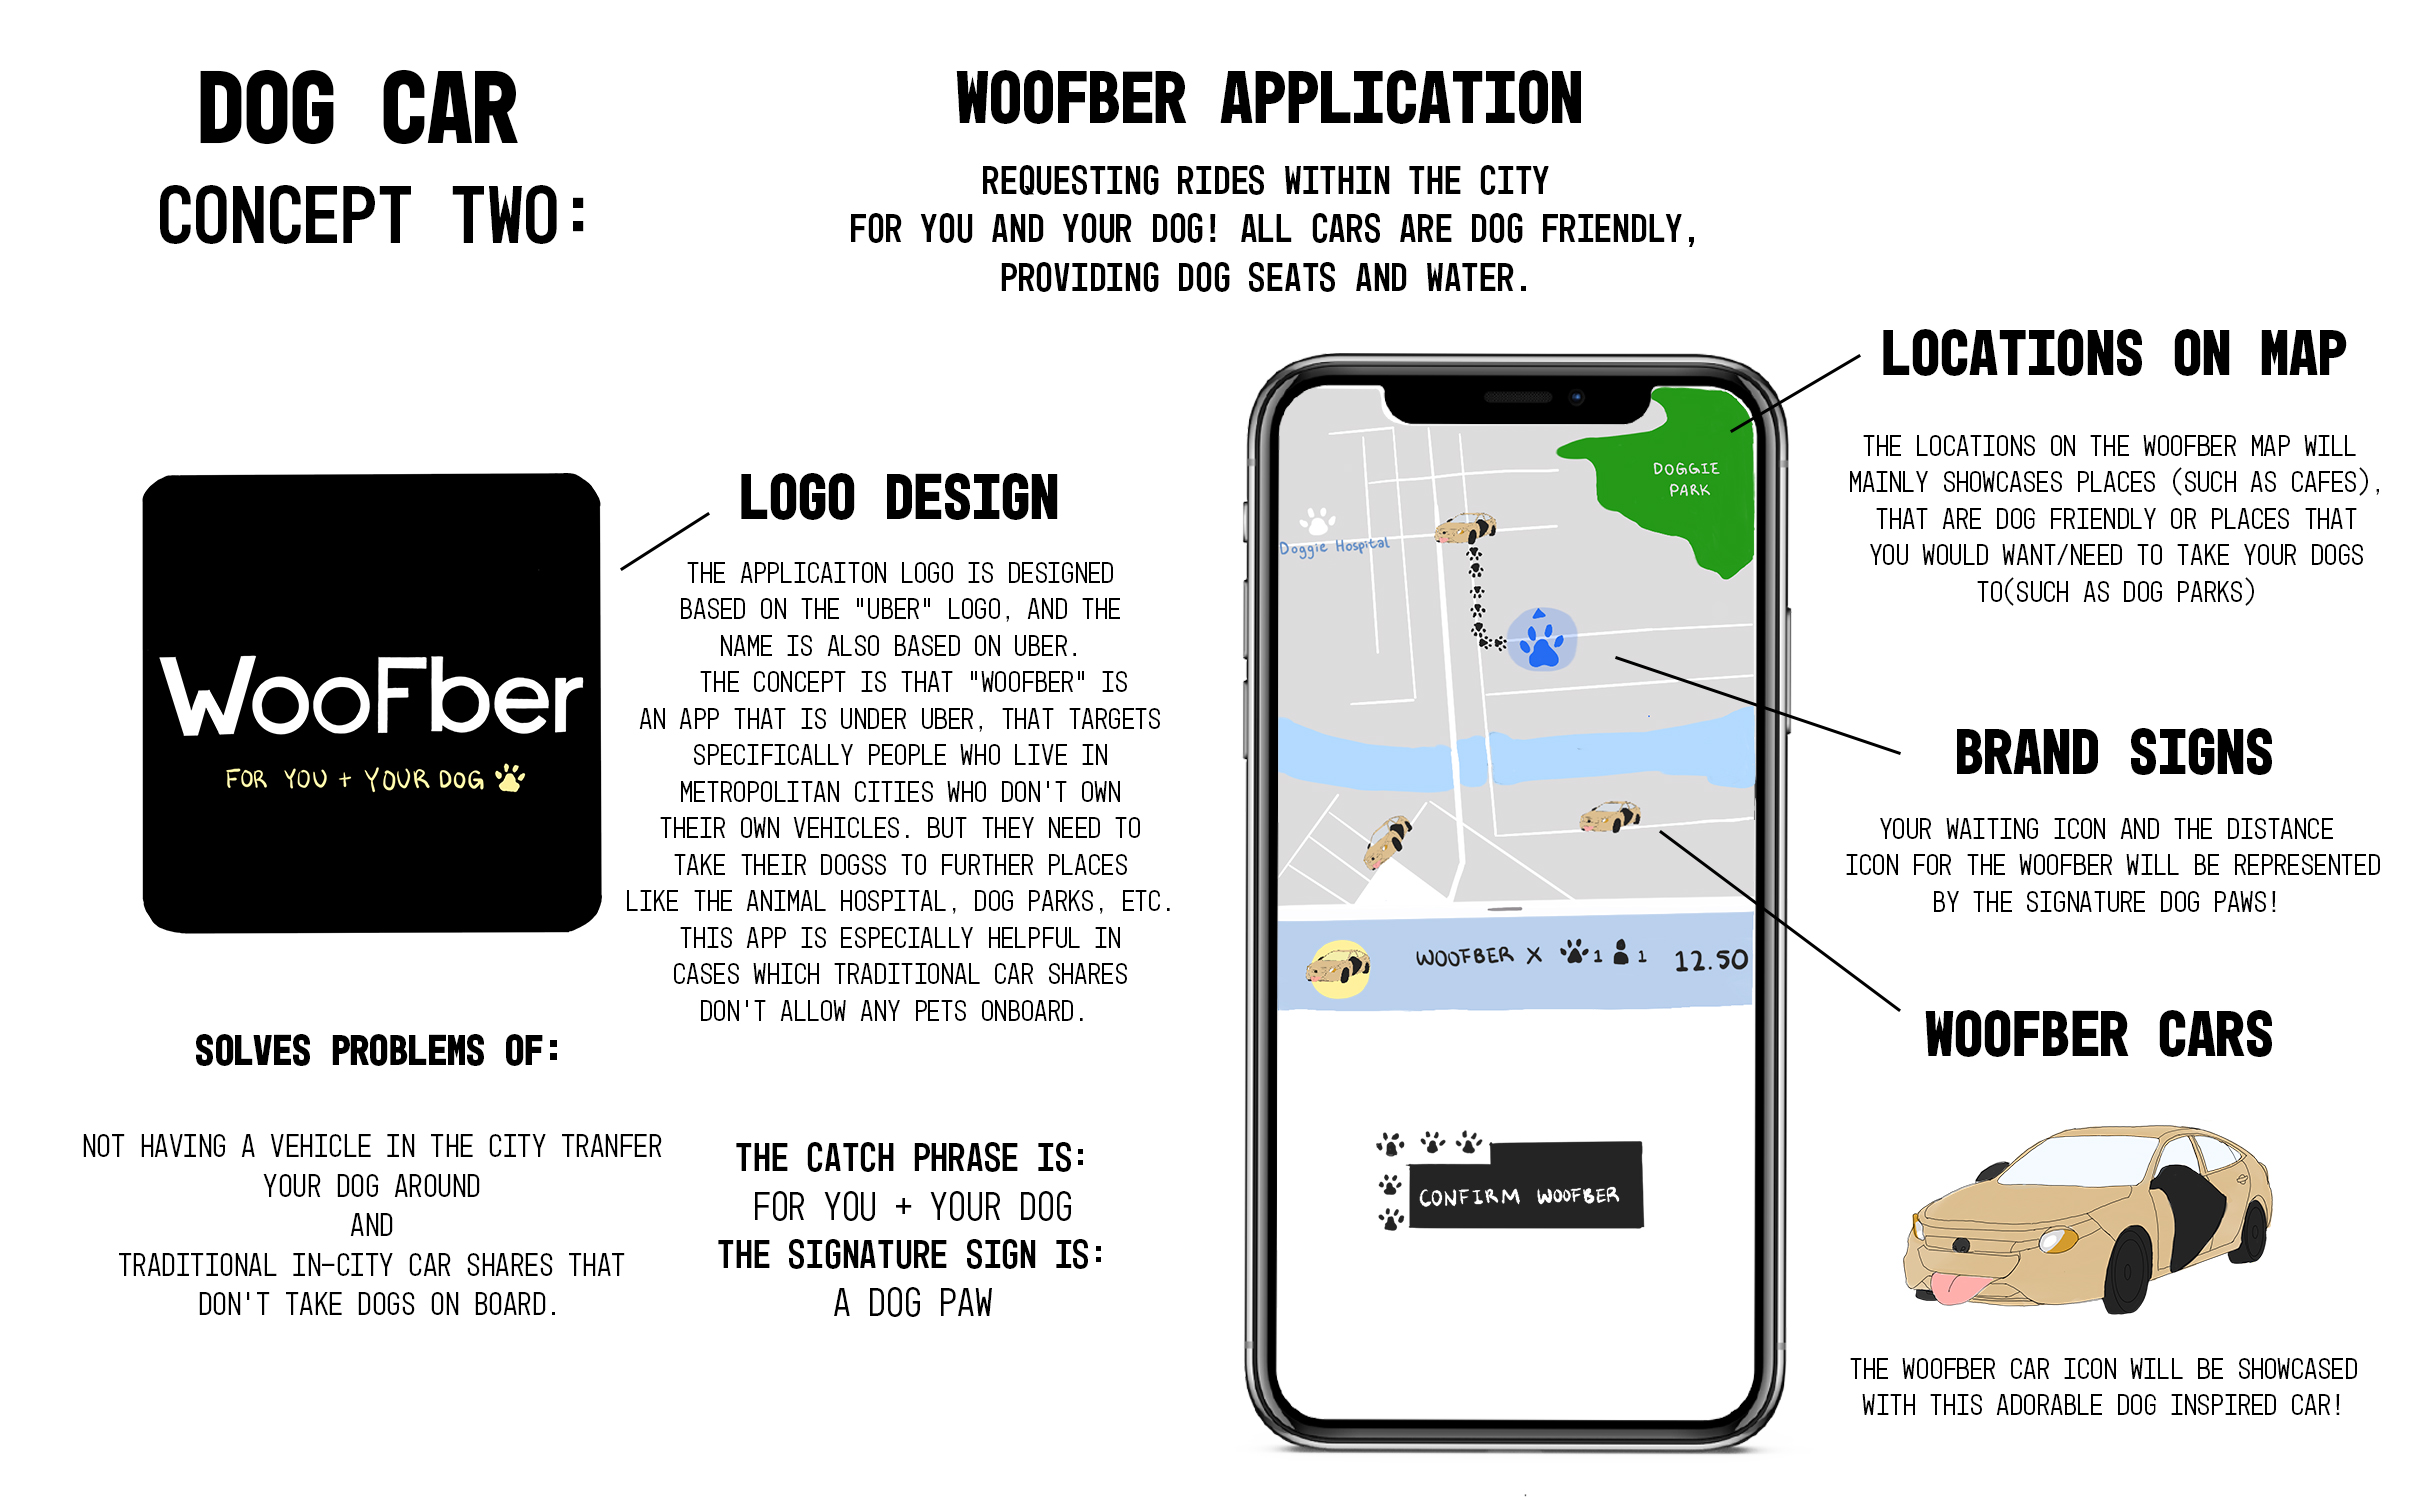 DOG CAR
CONCEPT TWO:
WOOFBER APPLICATION
REQUESTING RIDES WITHIN THE CITY
FOR YOU AND YOUR DOG! ALL CARS ARE DOG FRIENDLY,
PROVIDING DOG SEATS AND WATER.
WooFber
FOR YOU + YOUR DOG
LOGO DESIGN
THE APPLICAITON LOGO IS DESIGNED
BASED ON THE "UBER" LOGO, AND THE
NAME IS ALSO BASED ON UBER.
THE CONCEPT IS THAT "WOOFBER" IS
AN APP THAT IS UNDER UBER, THAT TARGETS
SPECIFICALLY PEOPLE WHO LIVE IN
METROPOLITAN CITIES WHO DON'T OWN
THEIR OWN VEHICLES. BUT THEY NEED TO
TAKE THEIR DOGSS TO FURTHER PLACES
LIKE THE ANIMAL HOSPITAL, DOG PARKS, ETC.
THIS APP IS ESPECIALLY HELPFUL IN
CASES WHICH TRADITIONAL CAR SHARES
DON'T ALLOW ANY PETS ONBOARD.
SOLVES PROBLEMS OF:
NOT HAVING A VEHICLE IN THE CITY TRANFER
YOUR DOG AROUND
AND
TRADITIONAL IN-CITY CAR SHARES THAT
DON'T TAKE DOGS ON BOARD.
THE CATCH PHRASE IS:
FOR YOU + YOUR DOG
THE SIGNATURE SIGN IS:
A DOG PAW
DOGGIE
PARK
Doggie Hospital
WOOFBER X 1 1 12.50
CONFIRM WOOFBER
LOCATIONS ON MAP
THE LOCATIONS ON THE WOOFBER MAP WILL
MAINLY SHOWCASES PLACES (SUCH AS CAFES),
THAT ARE DOG FRIENDLY OR PLACES THAT
YOU WOULD WANT/NEED TO TAKE YOUR DOGS
TO(SUCH AS DOG PARKS)
BRAND SIGNS
YOUR WAITING ICON AND THE DISTANCE
ICON FOR THE WOOFBER WILL BE REPRESENTED
BY THE SIGNATURE DOG PAWS!
WOOFBER CARS
THE WOOFBER CAR ICON WILL BE SHOWCASED
WITH THIS ADORABLE DOG INSPIRED CAR!